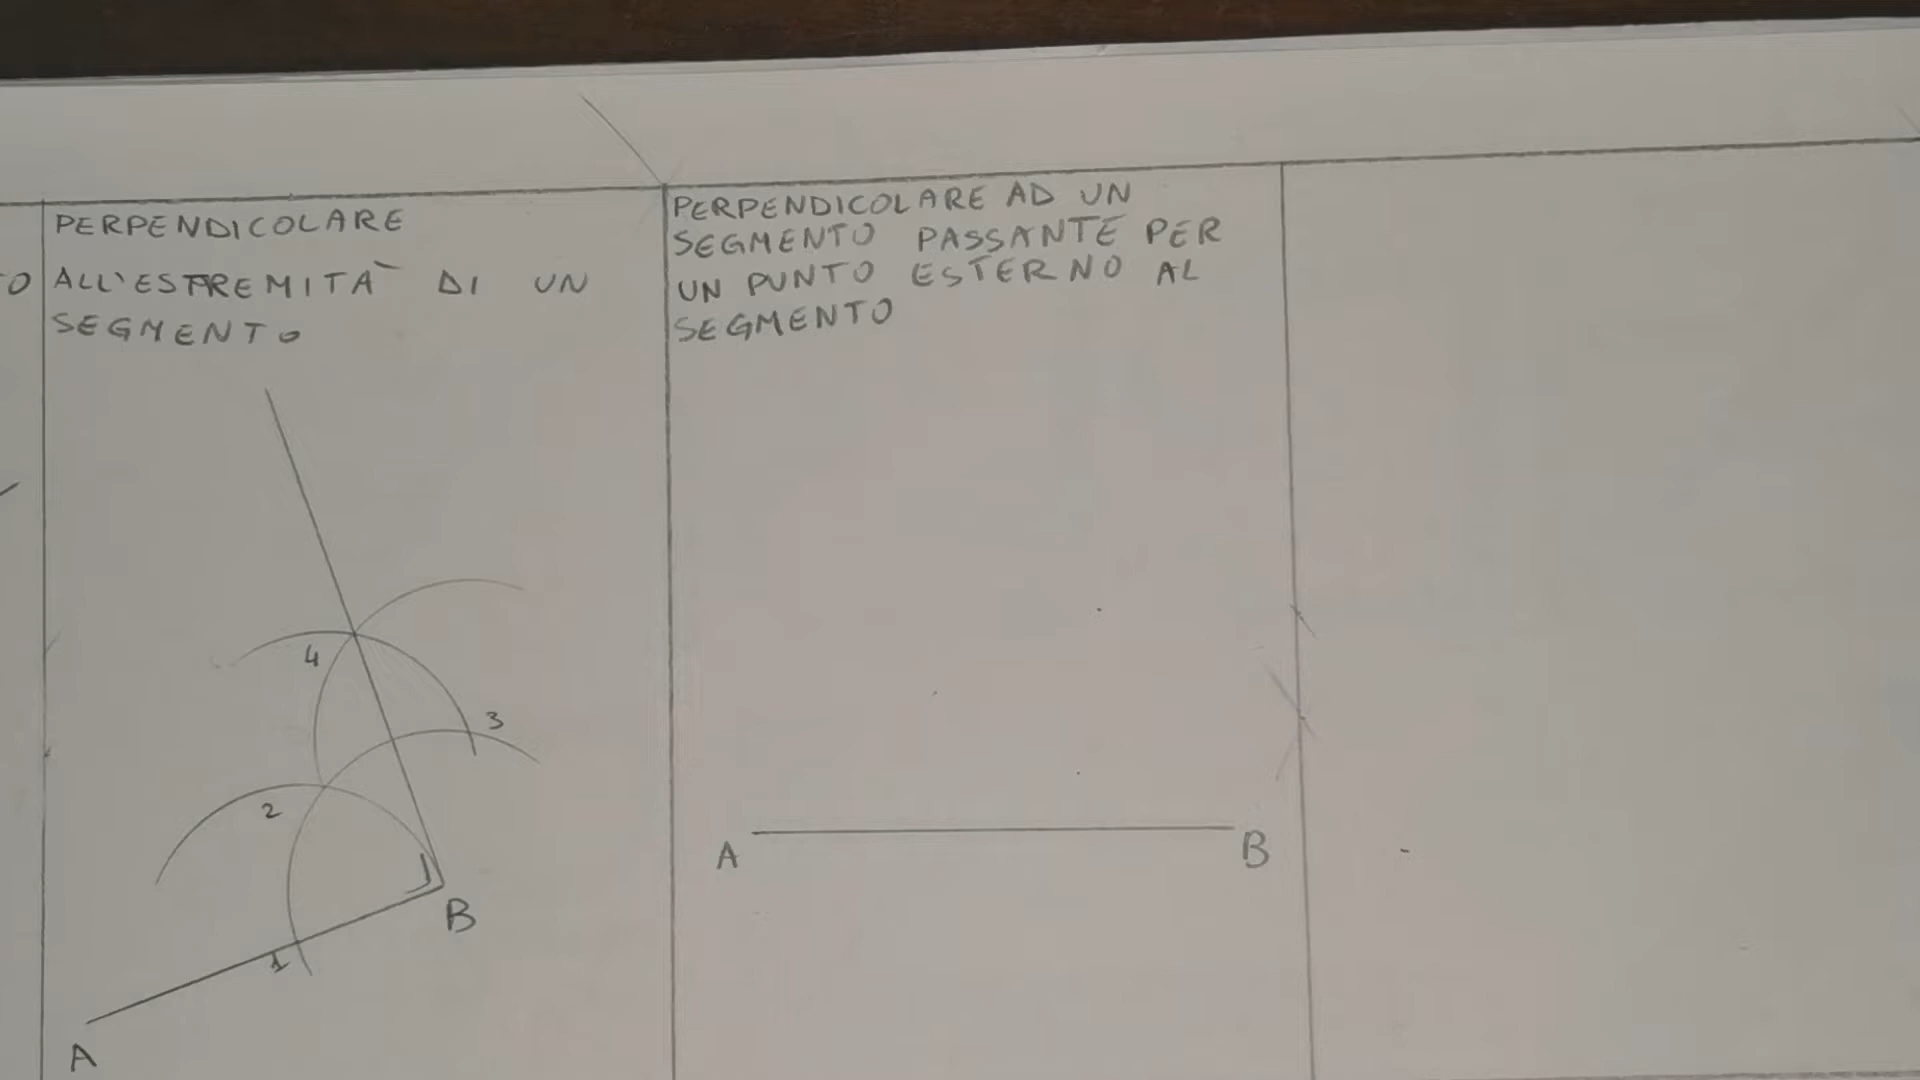 O
PERPENDICOLARE
ALL'ESTREMITÀ DI UN
SEGMENTO
4
3
2
B
1
A
PERPENDICOLARE AD UN
SEGMENTO PASSANTE PER
UN PUNTO ESTERNO AL
SEGMENTO
A B